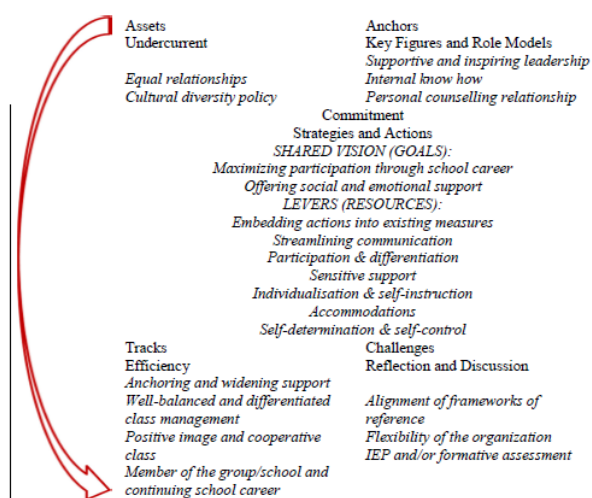 Assets
Anchors
Undercurrent
Key Figures and Role Models
Supportive and inspiring leadership
Equal relationships
Internal know how
Cultural diversity policy
Personal counselling relationship
Commitment
Strategies and Actions
SHARED VISION (GOALS):
Maximizing participation through school career
Offering social and emotional support
LEVERS (RESOURCES):
Embedding actions into existing measures
Streamlining communication
Participation & differentiation
Sensitive support
Individualisation & self-instruction
Accommodations
Self-determination & self-control
Tracks
Efficiency
Anchoring and widening support
Well-balanced and differentiated
class management
Positive image and cooperative
class
Member of the group/school and
continuing school career
Challenges
Reflection and Discussion
Alignment of frameworks of
reference
Flexibility of the organization
IEP and/or formative assessment